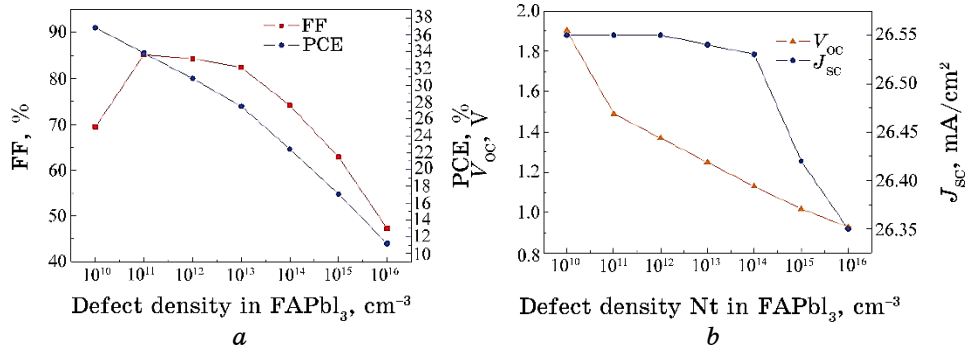 FF
PCE
90
80
70
60
50
40
FF, %
38
36
34
32
30
28
26
24
22
20
18
16
14
12
10
PCE, %
10¹⁰ 10¹¹ 10¹² 10¹³ 10¹⁴ 10¹⁵ 10¹⁶
Defect density in FAPbI₃, cm⁻³
a
V_oc
J_sc
2.0
1.8
1.6
1.4
1.2
1.0
0.8
V_OC, V
26.55
26.50
26.45
26.40
26.35
J_sc, mA/cm²
10¹⁰ 10¹¹ 10¹² 10¹³ 10¹⁴ 10¹⁵ 10¹⁶
Defect density Nt in FAPbI₃, cm⁻³
b